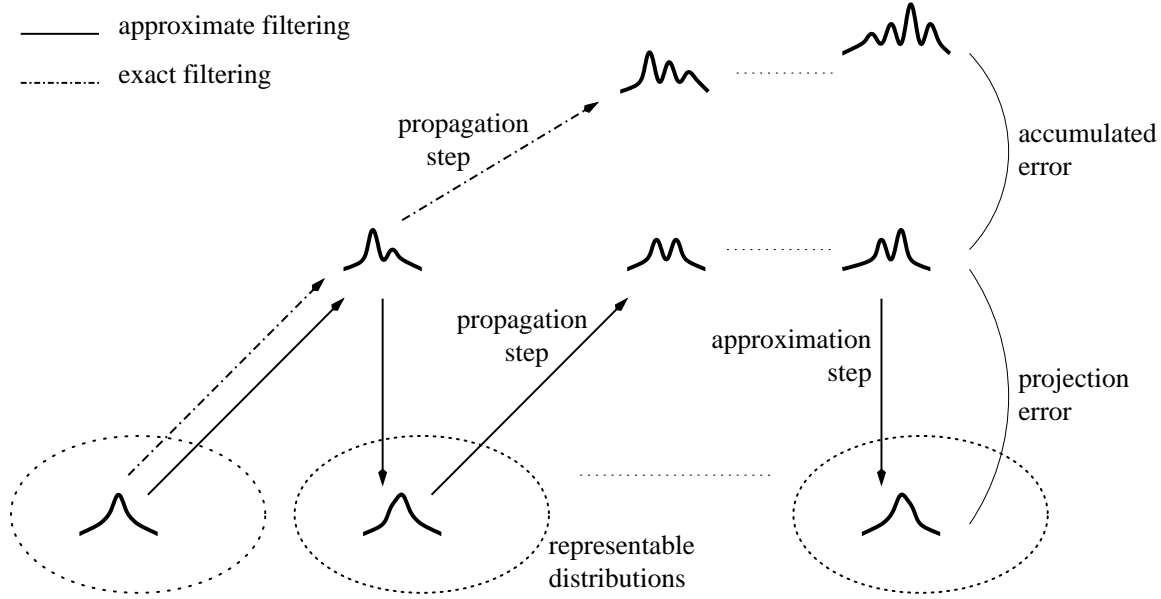 approximate filtering
exact filtering
propagation
step
accumulated
error
propagation
step
approximation
step
projection
error
representable
distributions